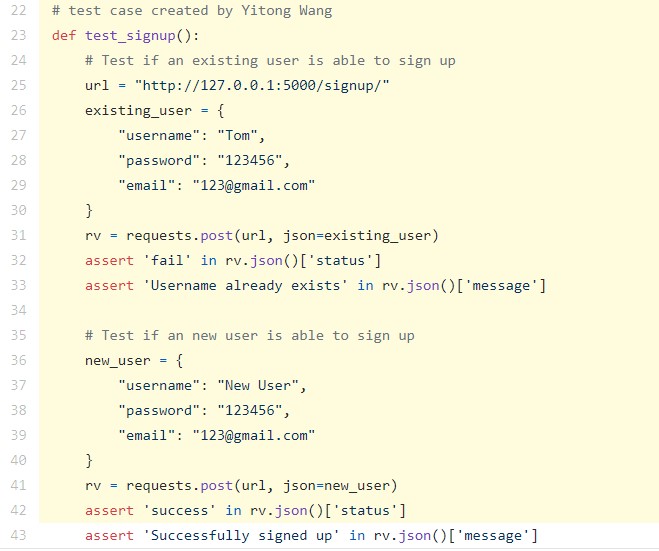 22 # test case created by Yitong Wang
23 def test_signup():
24     # Test if an existing user is able to sign up
25     url = "http://127.0.0.1:5000/signup/"
26     existing_user = {
27         "username": "Tom",
28         "password": "123456",
29         "email": "123@gmail.com"
30     }
31     rv = requests.post(url, json=existing_user)
32     assert 'fail' in rv.json()['status']
33     assert 'Username already exists' in rv.json()['message']
34
35     # Test if an new user is able to sign up
36     new_user = {
37         "username": "New User",
38         "password": "123456",
39         "email": "123@gmail.com"
40     }
41     rv = requests.post(url, json=new_user)
42     assert 'success' in rv.json()['status']
43     assert 'Successfully signed up' in rv.json()['message']